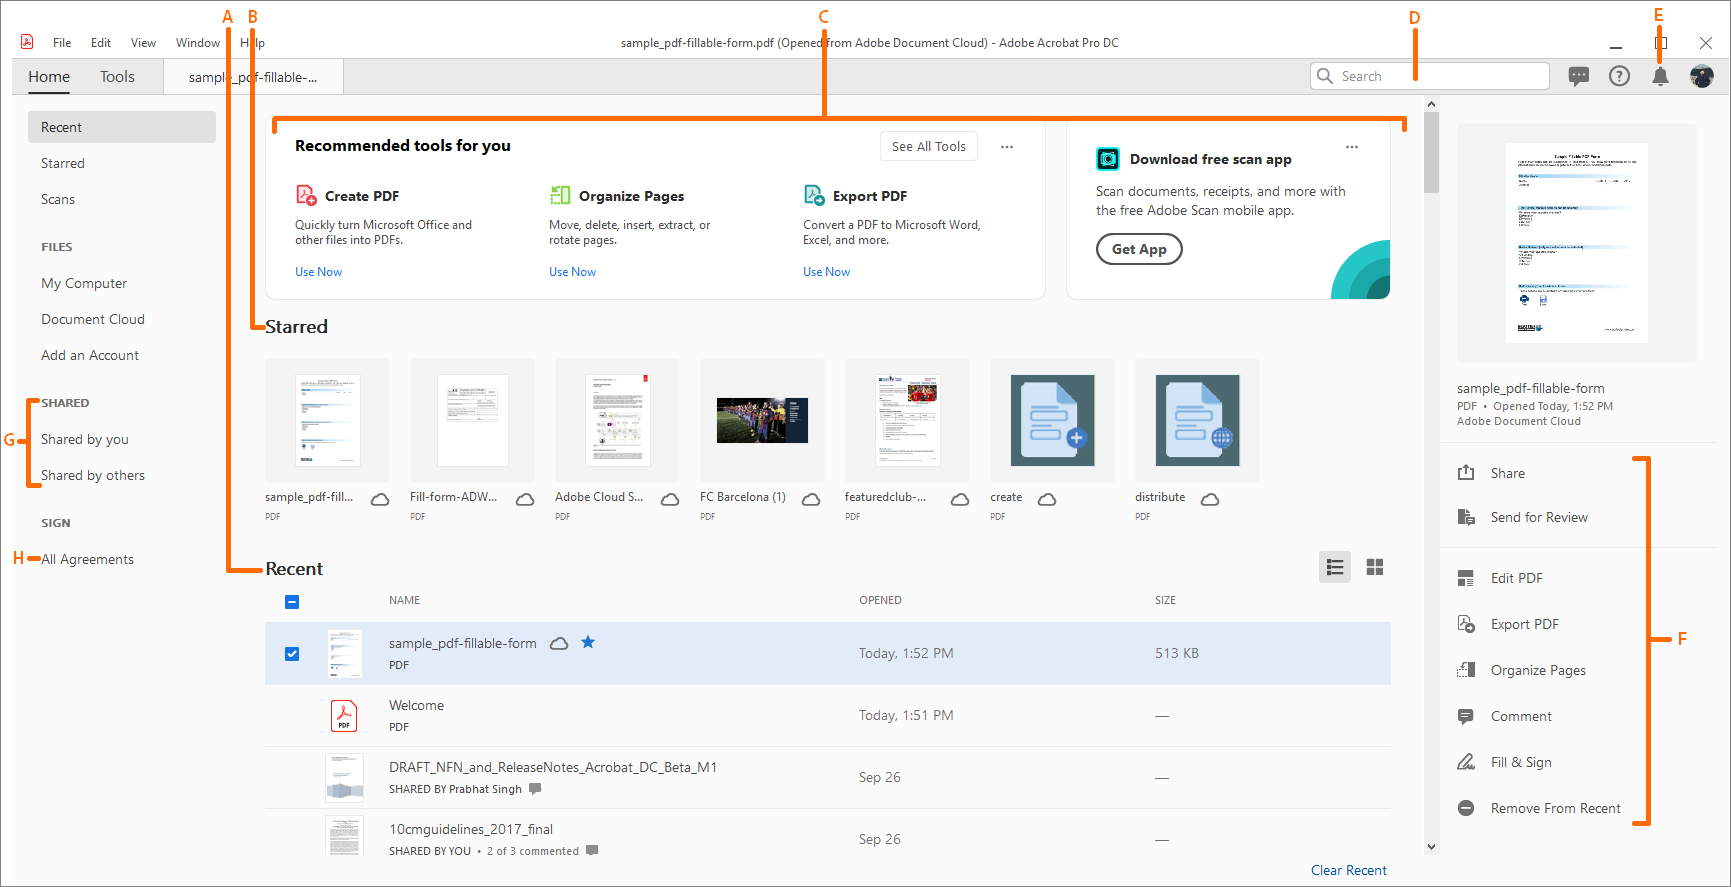 A
B
C
D
E
File Edit View Window Help
sample_pdf-fillable-form.pdf (Opened from Adobe Document Cloud) - Adobe Acrobat Pro DC
Home Tools sample_pdf-fillable-...
Search
Recent
Starred
Scans
FILES
My Computer
Document Cloud
Add an Account
SHARED
G
Shared by you
Shared by others
SIGN
H
All Agreements
Recommended tools for you
See All Tools
Create PDF
Quickly turn Microsoft Office and
other files into PDFs.
Use Now
Organize Pages
Move, delete, insert, extract, or
rotate pages.
Use Now
Export PDF
Convert a PDF to Microsoft Word,
Excel, and more.
Use Now
Download free scan app
Scan documents, receipts, and more with
the free Adobe Scan mobile app.
Get App
Starred
sample_pdf-fill...
PDF
Fill-form-ADW...
PDF
Adobe Cloud S...
PDF
FC Barcelona (1)
PDF
featuredclub-...
PDF
create
PDF
distribute
PDF
Recent
NAME OPENED SIZE
sample_pdf-fillable-form
PDF
Today, 1:52 PM 513 KB
PDF
Welcome
PDF
Today, 1:51 PM —
DRAFT_NFN_and_ReleaseNotes_Acrobat_DC_Beta_M1
SHARED BY Prabhat Singh
Sep 26 —
10cmguidelines_2017_final
SHARED BY YOU • 2 of 3 commented
Sep 26 —
Clear Recent
Sample Fillable PDF Form
sample_pdf-fillable-form
PDF • Opened Today, 1:52 PM
Adobe Document Cloud
Share
Send for Review
Edit PDF
Export PDF
F
Organize Pages
Comment
Fill & Sign
Remove From Recent